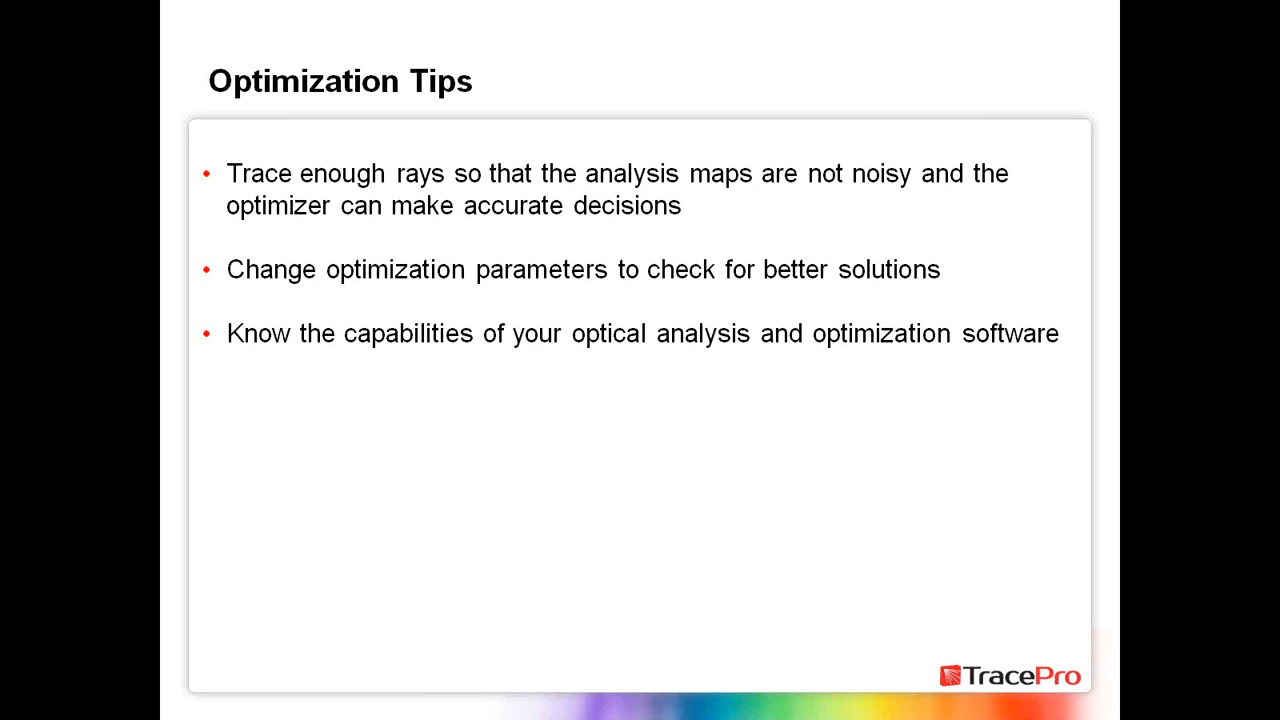 Optimization Tips
• Trace enough rays so that the analysis maps are not noisy and the
optimizer can make accurate decisions
• Change optimization parameters to check for better solutions
• Know the capabilities of your optical analysis and optimization software
TracePro